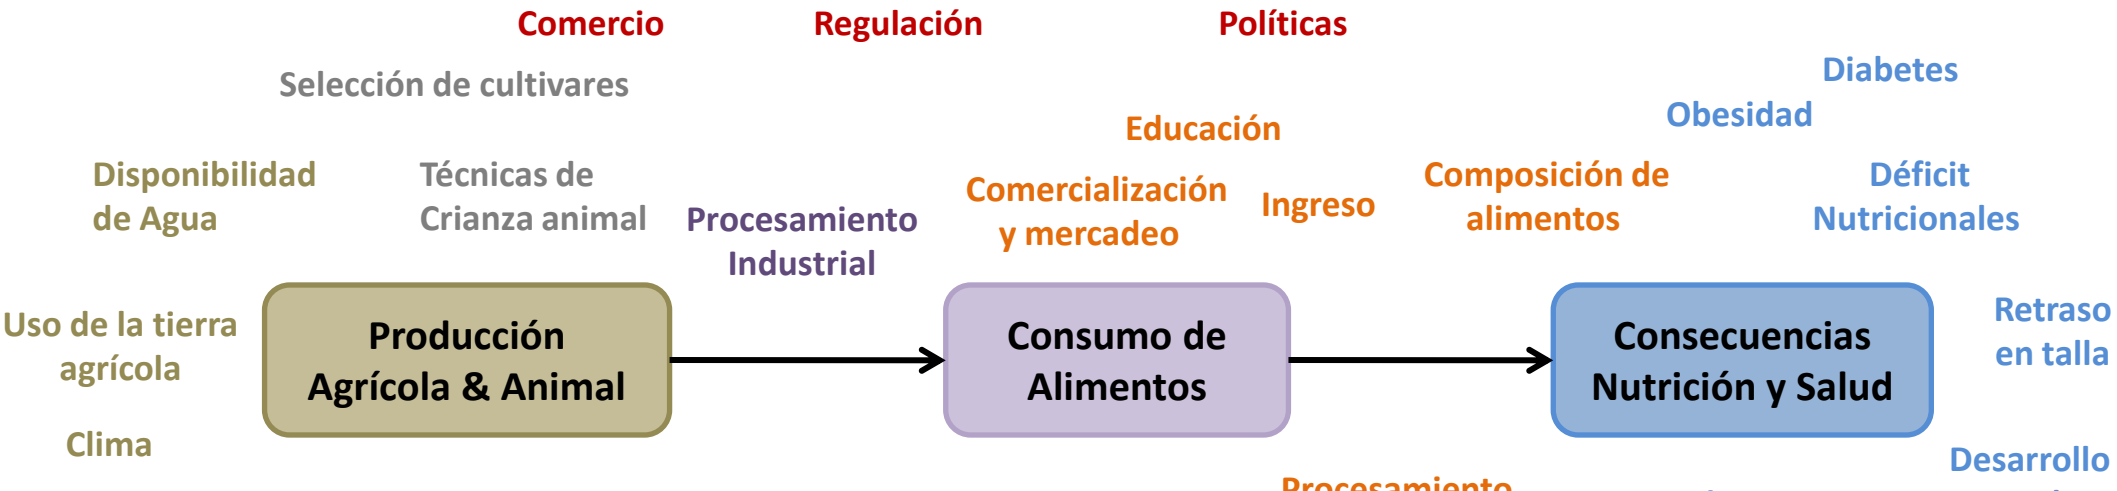 Comercio
Regulación
Políticas
Selección de cultivares
Diabetes
Obesidad
Educación
Disponibilidad
de Agua
Técnicas de
Crianza animal
Procesamiento
Industrial
Comercialización
y mercadeo
Ingreso
Composición de
alimentos
Déficit
Nutricionales
Uso de la tierra
agrícola
Producción
Agrícola & Animal
Consumo de
Alimentos
Consecuencias
Nutrición y Salud
Retraso
en talla
Clima
Desarrollo
Procesamiento